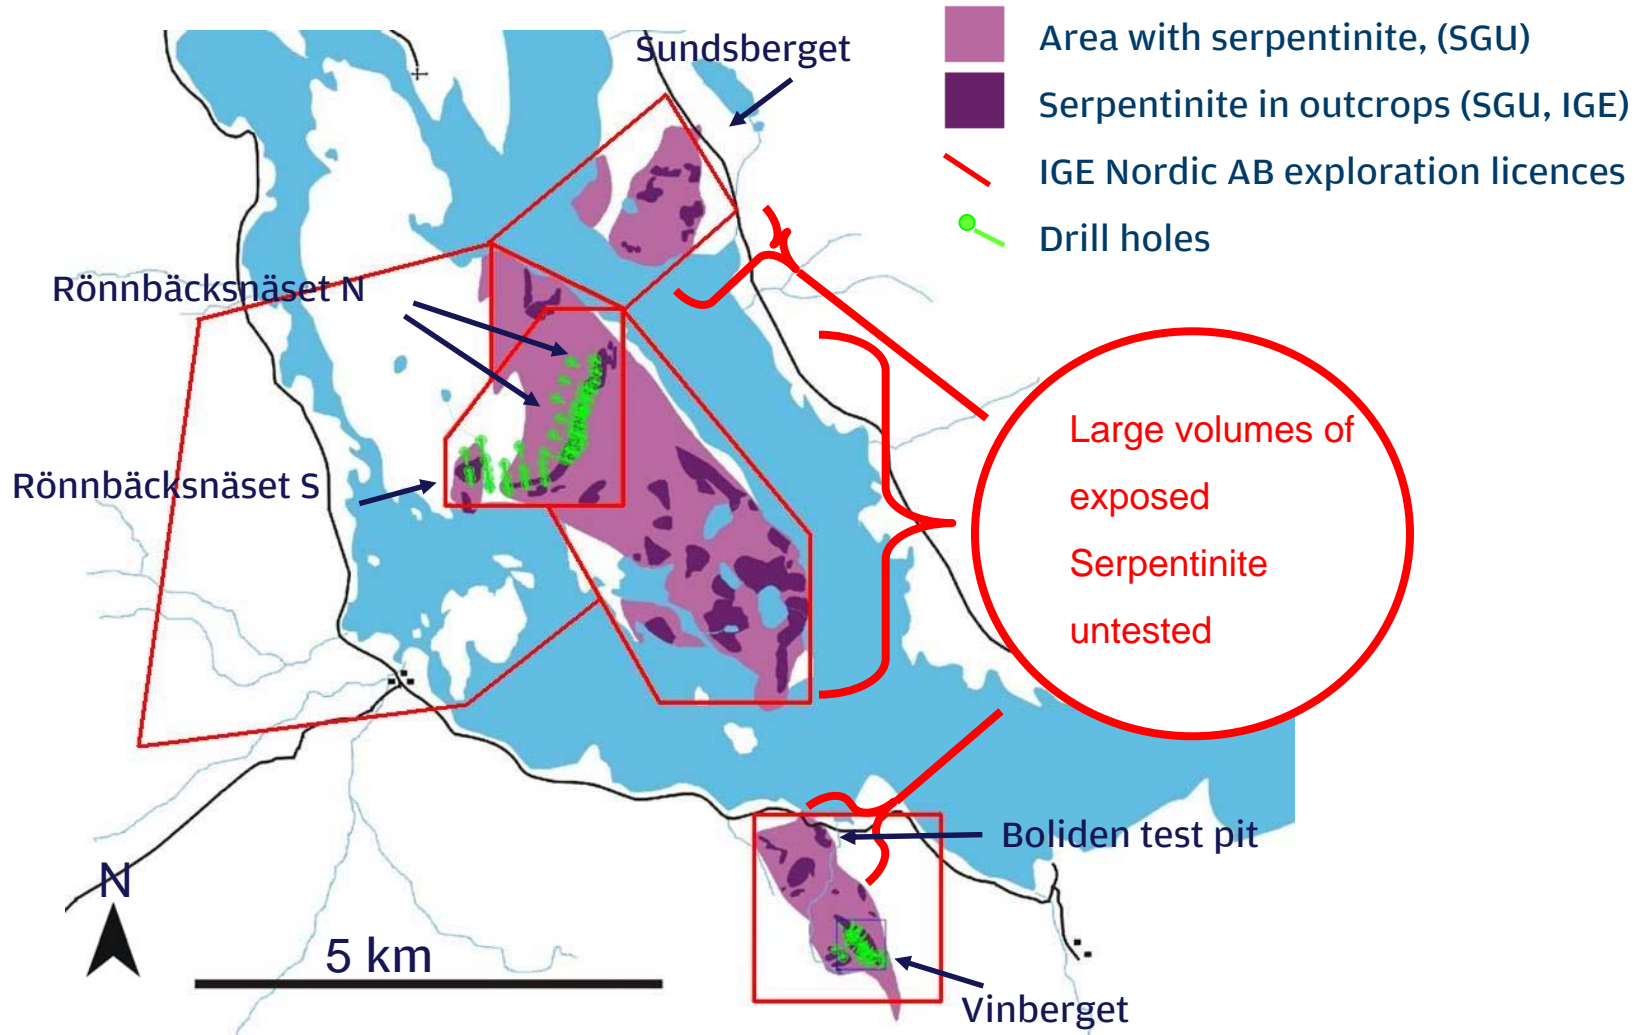 Sundsberget
Area with serpentinite, (SGU)
Serpentinite in outcrops (SGU, IGE)
IGE Nordic AB exploration licences
Drill holes
Rönnbäcksnäset N
Rönnbäcksnäset S
Large volumes of
exposed
Serpentinite
untested
Boliden test pit
N
5 km
Vinberget